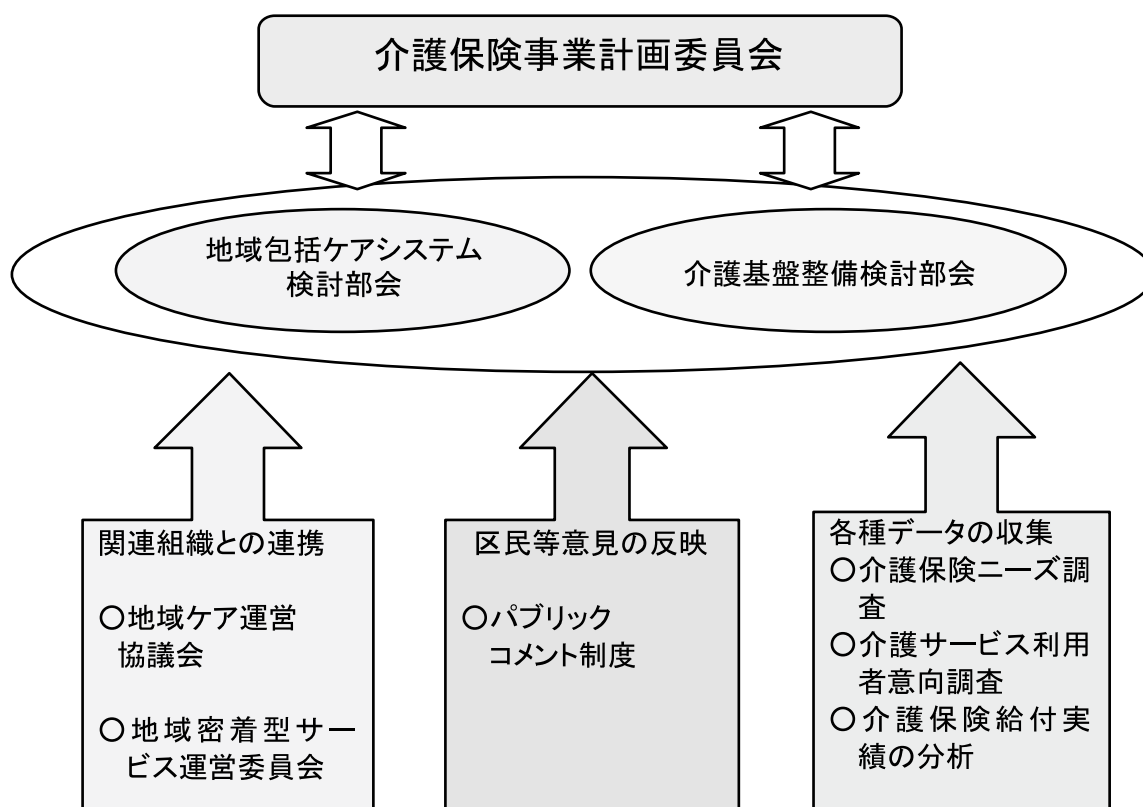 介護保険事業計画委員会
地域包括ケアシステム
検討部会
介護基盤整備検討部会
関連組織との連携
〇地域ケア運営
協議会
〇地域密着型サー
ビス運営委員会
区民等意見の反映
〇パブリック
コメント制度
各種データの収集
〇介護保険ニーズ調
査
〇介護サービス利用
者意向調査
〇介護保険給付実
績の分析